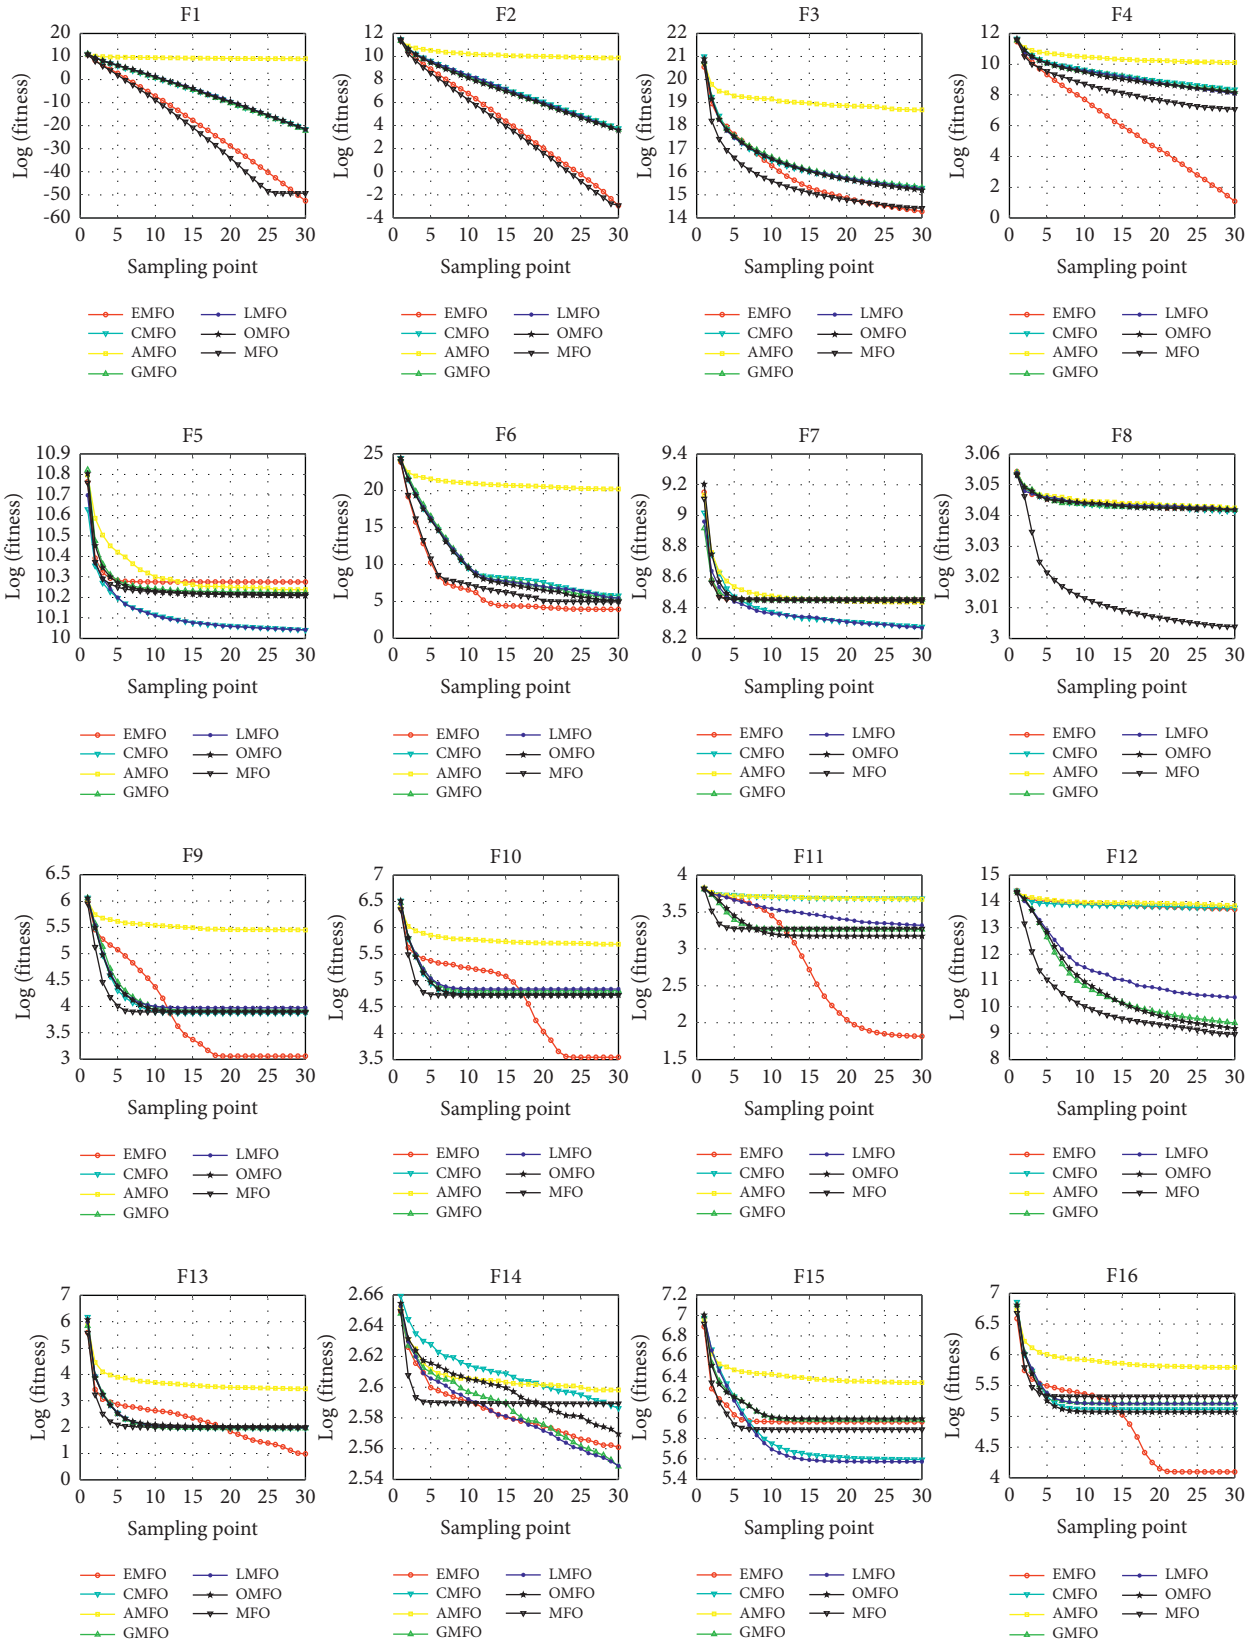 F1
Log (fitness)
20
10
0
-10
-20
-30
-40
-50
-60
0 5 10 15 20 25 30
Sampling point
EMFO LMFO
CMFO OMFO
AMFO MFO
GMFO
F2
Log (fitness)
12
10
8
6
4
2
0
-2
-4
0 5 10 15 20 25 30
Sampling point
EMFO LMFO
CMFO OMFO
AMFO MFO
GMFO
F3
Log (fitness)
21
20
19
18
17
16
15
14
0 5 10 15 20 25 30
Sampling point
EMFO LMFO
CMFO OMFO
AMFO MFO
GMFO
F4
Log (fitness)
12
10
8
6
4
2
0
0 5 10 15 20 25 30
Sampling point
EMFO LMFO
CMFO OMFO
AMFO MFO
GMFO
F5
Log (fitness)
10.9
10.8
10.7
10.6
10.5
10.4
10.3
10.2
10.1
10
0 5 10 15 20 25 30
Sampling point
EMFO LMFO
CMFO OMFO
AMFO MFO
GMFO
F6
Log (fitness)
25
20
15
10
5
0
0 5 10 15 20 25 30
Sampling point
EMFO LMFO
CMFO OMFO
AMFO MFO
GMFO
F7
Log (fitness)
9.4
9.2
9
8.8
8.6
8.4
8.2
0 5 10 15 20 25 30
Sampling point
EMFO LMFO
CMFO OMFO
AMFO MFO
GMFO
F8
Log (fitness)
3.06
3.05
3.04
3.03
3.02
3.01
3
0 5 10 15 20 25 30
Sampling point
EMFO LMFO
CMFO OMFO
AMFO MFO
GMFO
F9
Log (fitness)
6.5
6
5.5
5
4.5
4
3.5
3
0 5 10 15 20 25 30
Sampling point
EMFO LMFO
CMFO OMFO
AMFO MFO
GMFO
F10
Log (fitness)
7
6.5
6
5.5
5
4.5
4
3.5
0 5 10 15 20 25 30
Sampling point
EMFO LMFO
CMFO OMFO
AMFO MFO
GMFO
F11
Log (fitness)
4
3.5
3
2.5
2
1.5
0 5 10 15 20 25 30
Sampling point
EMFO LMFO
CMFO OMFO
AMFO MFO
GMFO
F12
Log (fitness)
15
14
13
12
11
10
9
8
0 5 10 15 20 25 30
Sampling point
EMFO LMFO
CMFO OMFO
AMFO MFO
GMFO
F13
Log (fitness)
7
6
5
4
3
2
1
0
0 5 10 15 20 25 30
Sampling point
EMFO LMFO
CMFO OMFO
AMFO MFO
GMFO
F14
Log (fitness)
2.66
2.64
2.62
2.6
2.58
2.56
2.54
0 5 10 15 20 25 30
Sampling point
EMFO LMFO
CMFO OMFO
AMFO MFO
GMFO
F15
Log (fitness)
7.2
7
6.8
6.6
6.4
6.2
6
5.8
5.6
5.4
0 5 10 15 20 25 30
Sampling point
EMFO LMFO
CMFO OMFO
AMFO MFO
GMFO
F16
Log (fitness)
7
6.5
6
5.5
5
4.5
4
0 5 10 15 20 25 30
Sampling point
EMFO LMFO
CMFO OMFO
AMFO MFO
GMFO